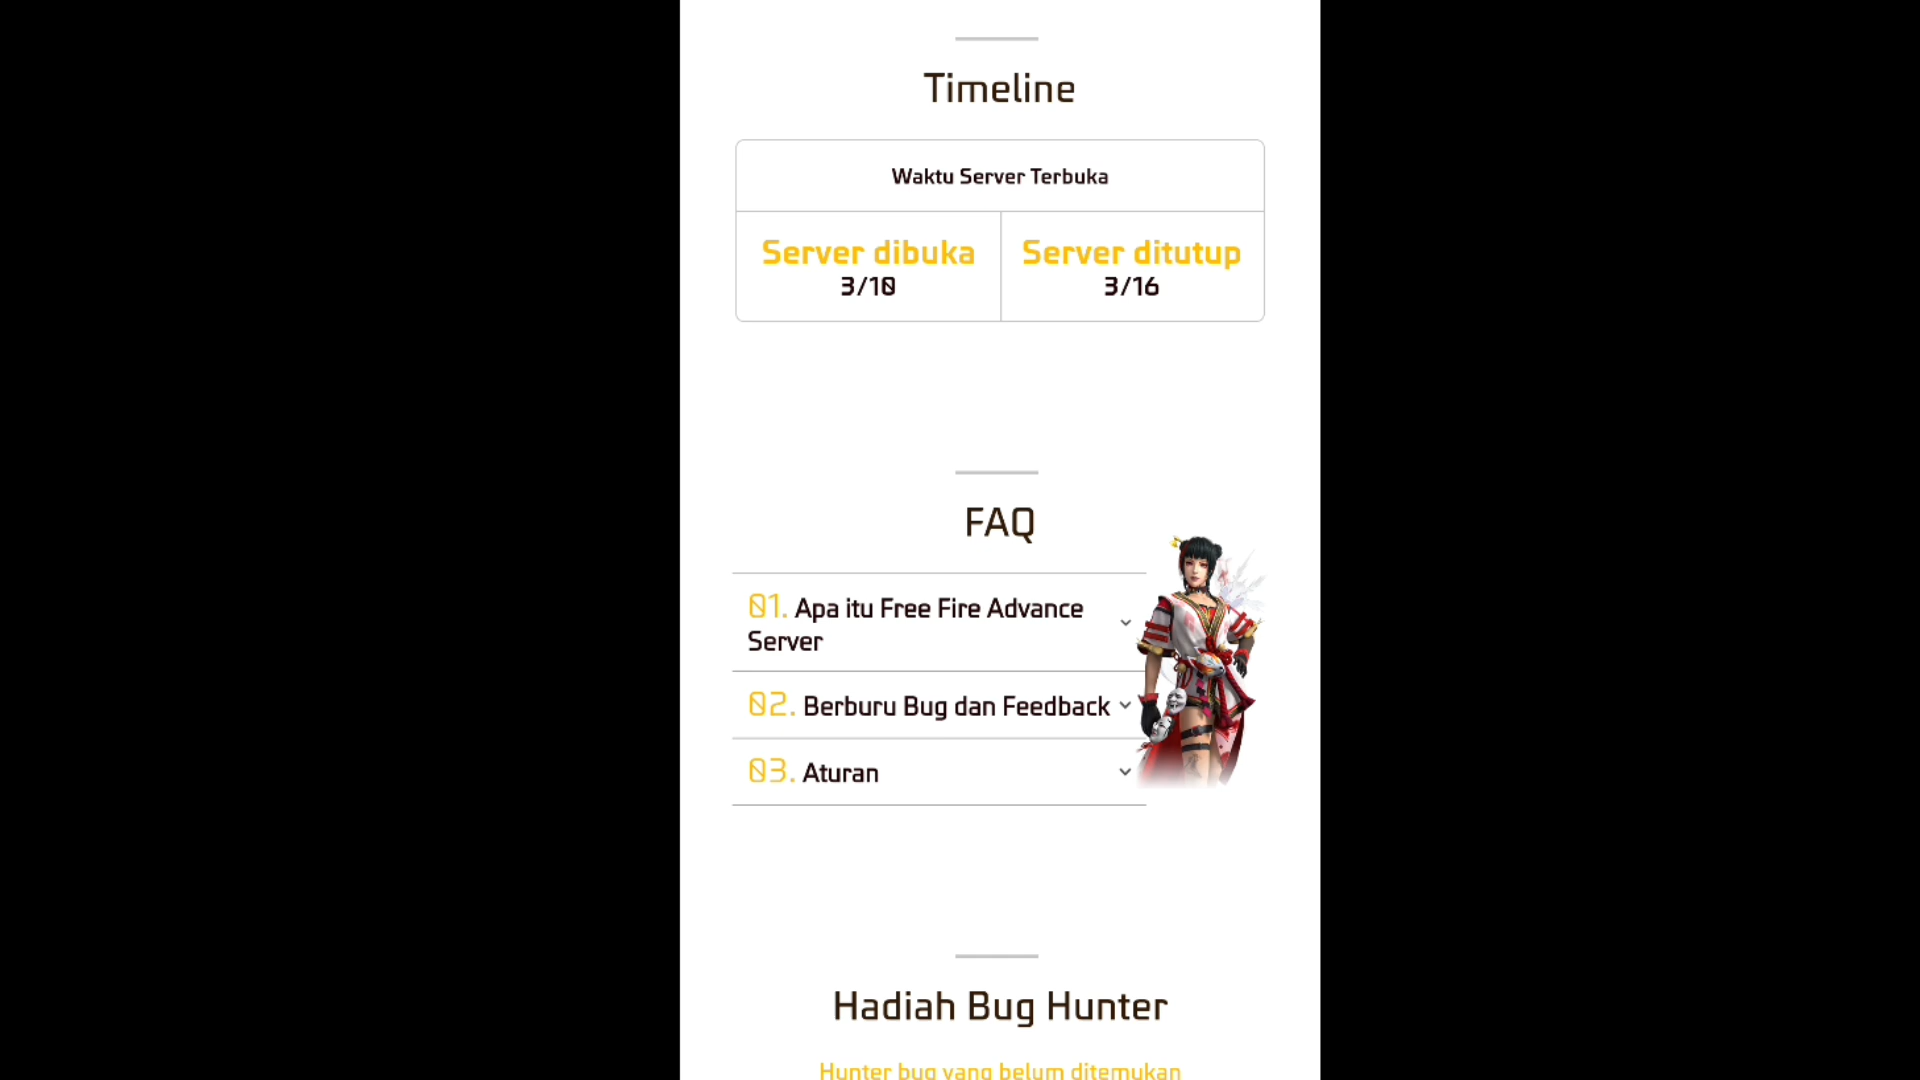 Timeline
Waktu Server Terbuka
Server dibuka
3/10
Server ditutup
3/16
FAQ
01. Apa itu Free Fire Advance
Server
02. Berburu Bug dan Feedback
03. Aturan
Hadiah Bug Hunter
Hunter bug yang belum ditemukan